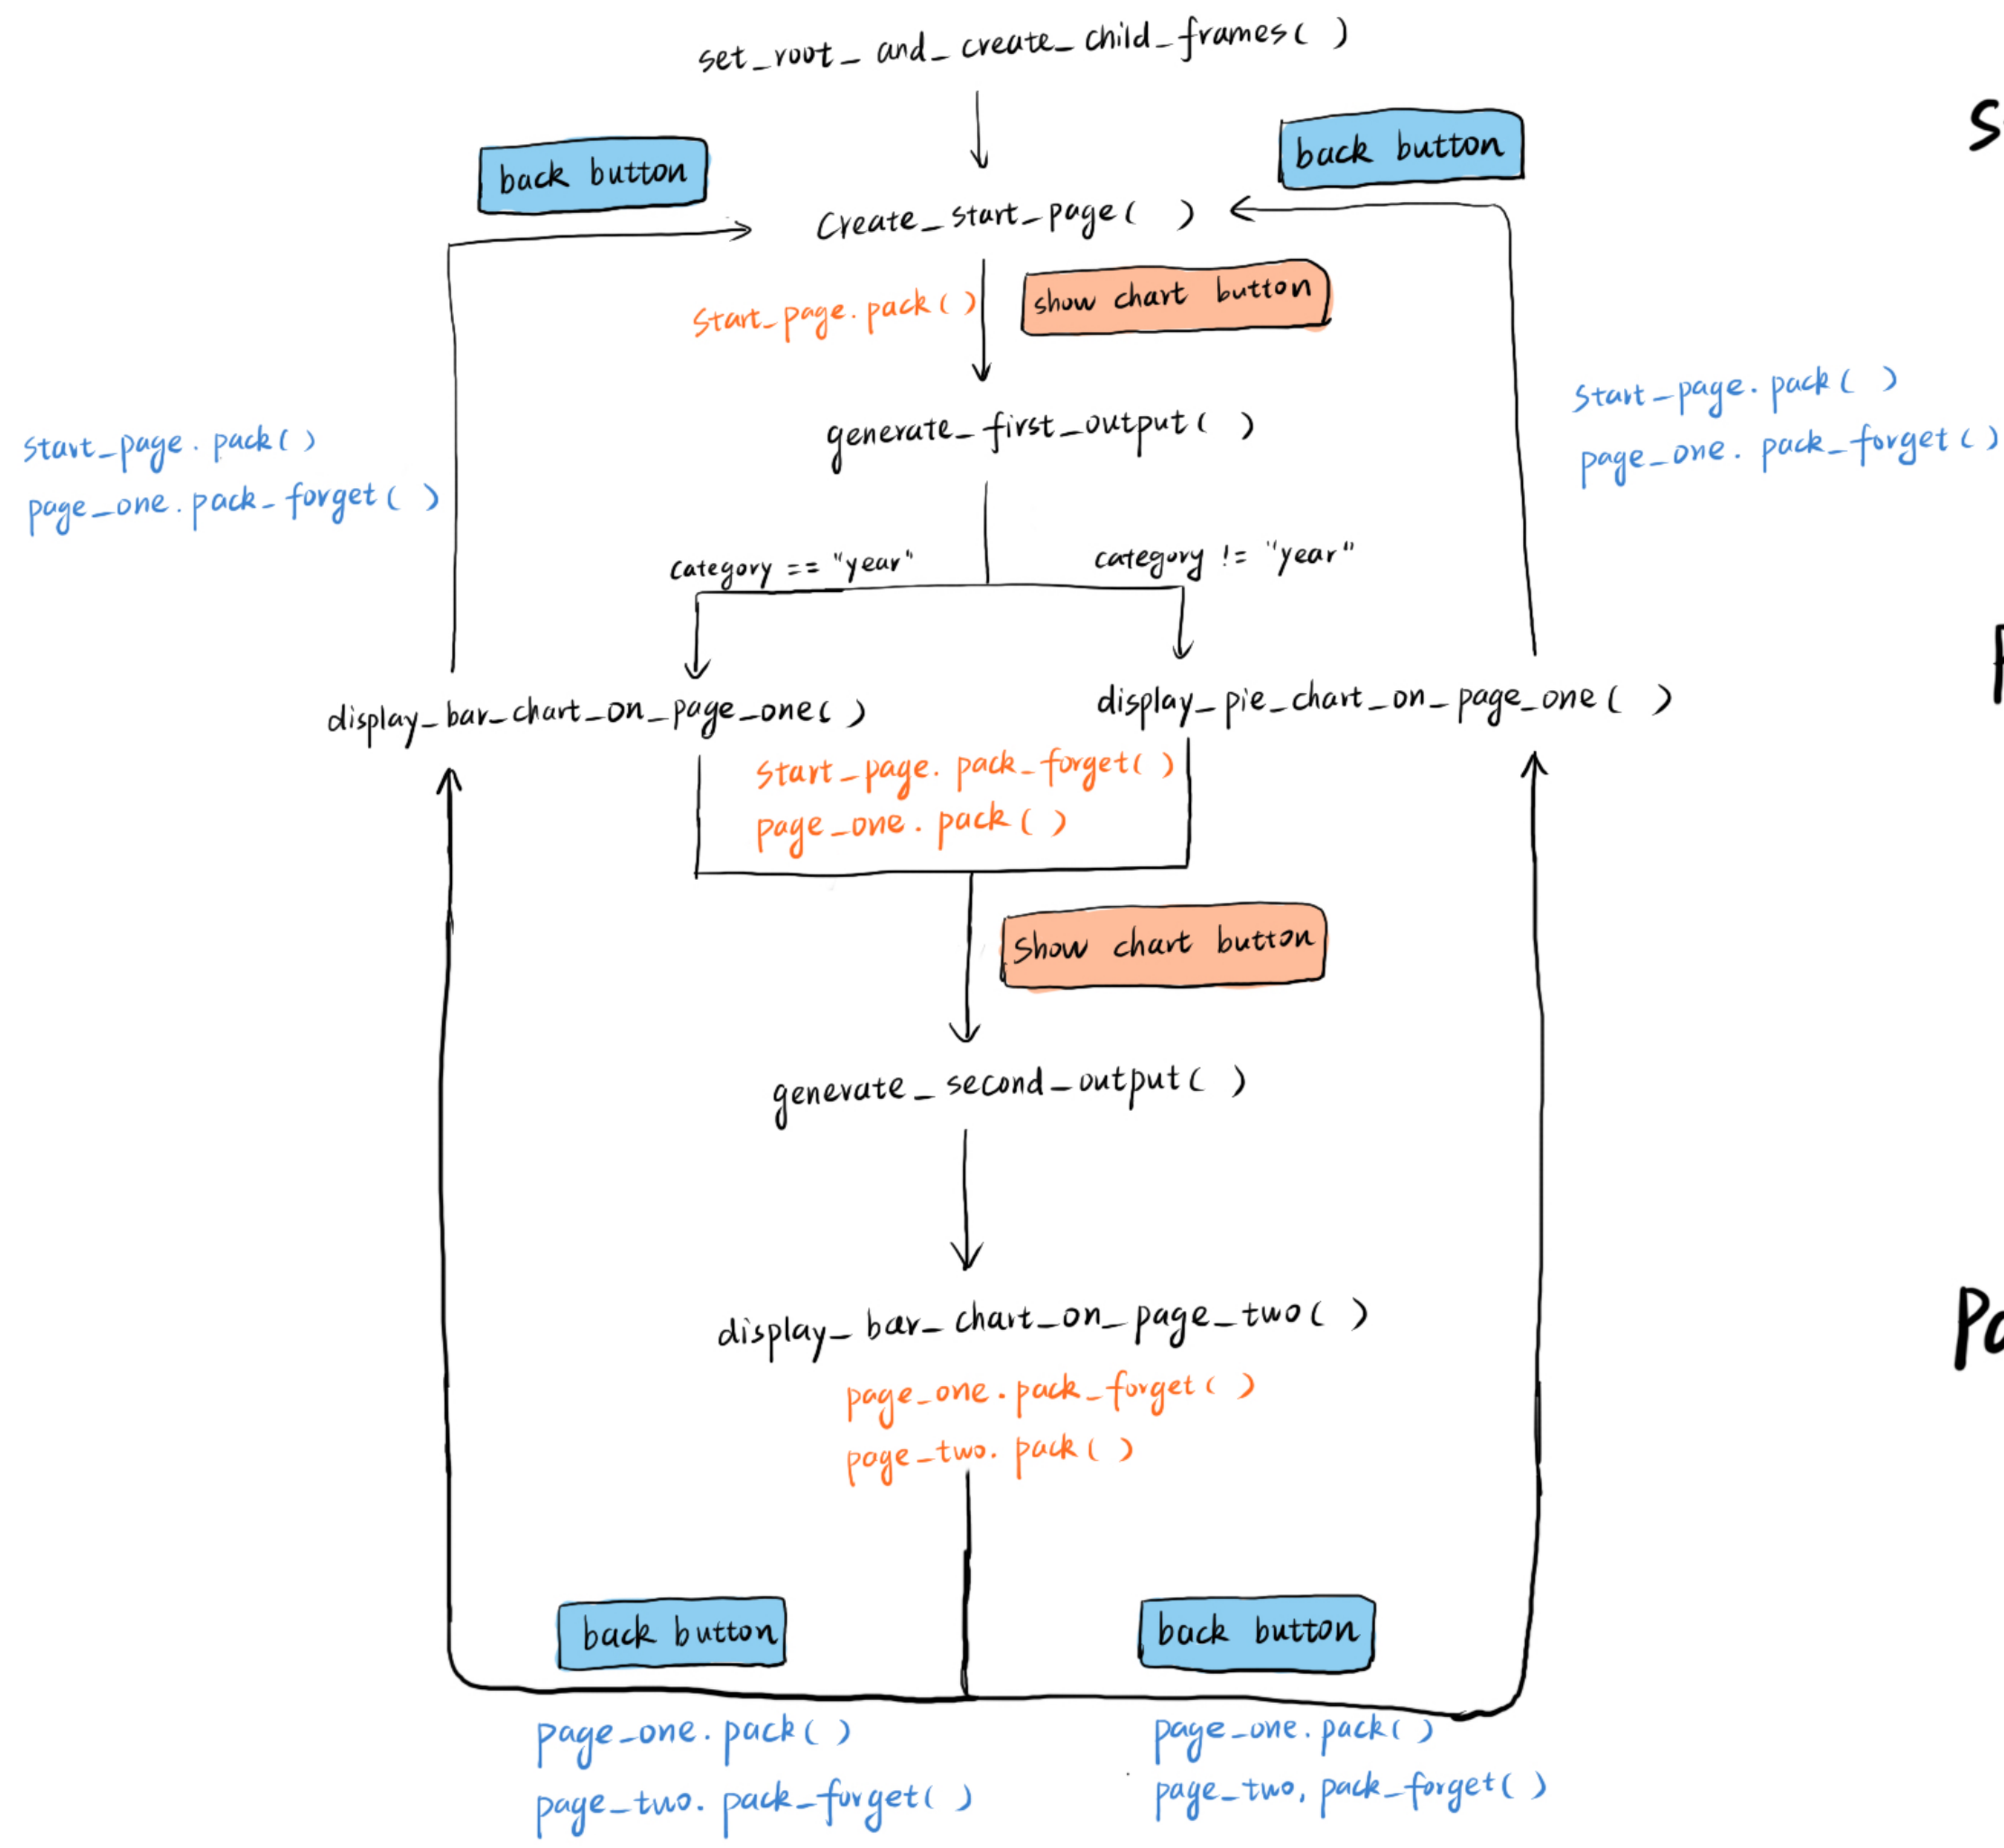 set_root_and_create_child_frames( )
back button
back button
Create_start_page( )
start_page.pack( )
show chart button
generate_first_output( )
start_page.pack( )
page_one.pack_forget( )
start_page.pack( )
page_one.pack_forget( )
category == "year"
category != "year"
display_bar_chart_on_page_one( )
display_pie_chart_on_page_one( )
start_page.pack_forget( )
page_one.pack( )
Show chart button
generate_second_output( )
display_bar_chart_on_page_two( )
page_one.pack_forget( )
page_two.pack( )
back button
back button
page_one.pack( )
page_two.pack_forget( )
page_one.pack( )
page_two.pack_forget( )